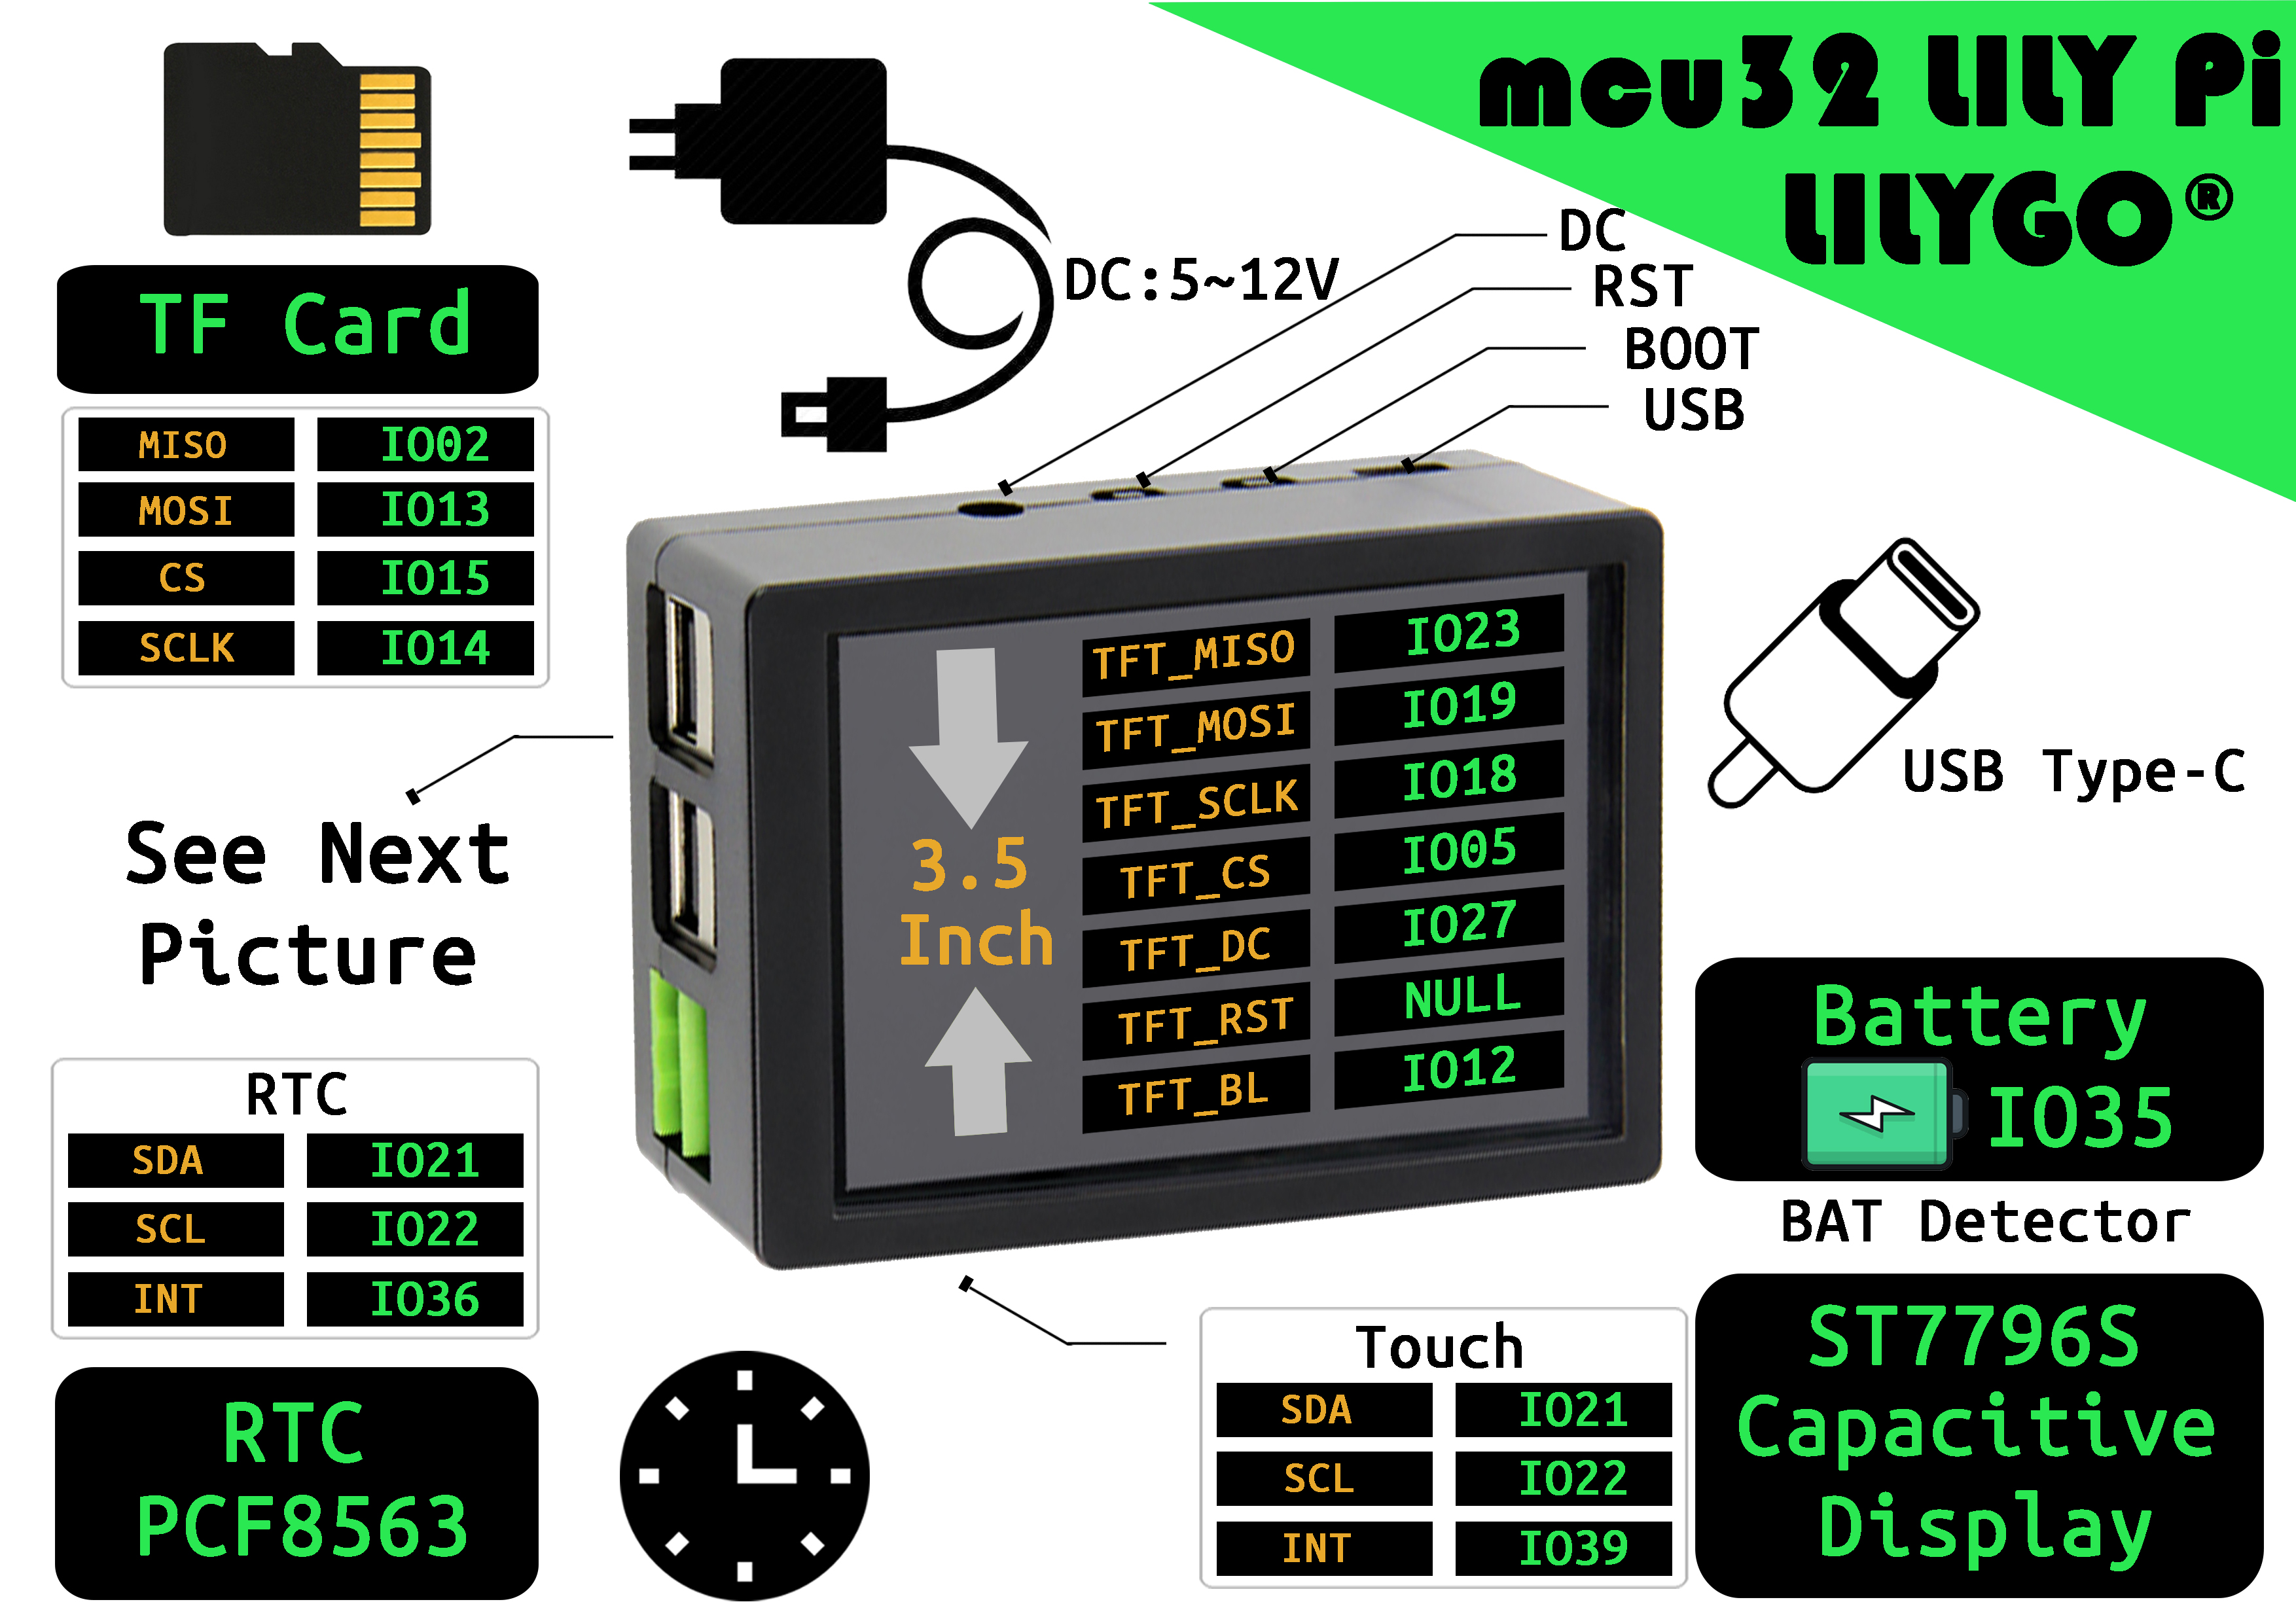 mcu32 LILY Pi
LILYGO®
TF Card
MISO IO02
MOSI IO13
CS IO15
SCLK IO14
DC:5~12V
DC
RST
BOOT
USB
USB Type-C
See Next
Picture
3.5
Inch
TFT_MISO IO23
TFT_MOSI IO19
TFT_SCLK IO18
TFT_CS IO05
TFT_DC IO27
TFT_RST NULL
TFT_BL IO12
Battery
IO35
BAT Detector
RTC
SDA IO21
SCL IO22
INT IO36
RTC
PCF8563
Touch
SDA IO21
SCL IO22
INT IO39
ST7796S
Capacitive
Display